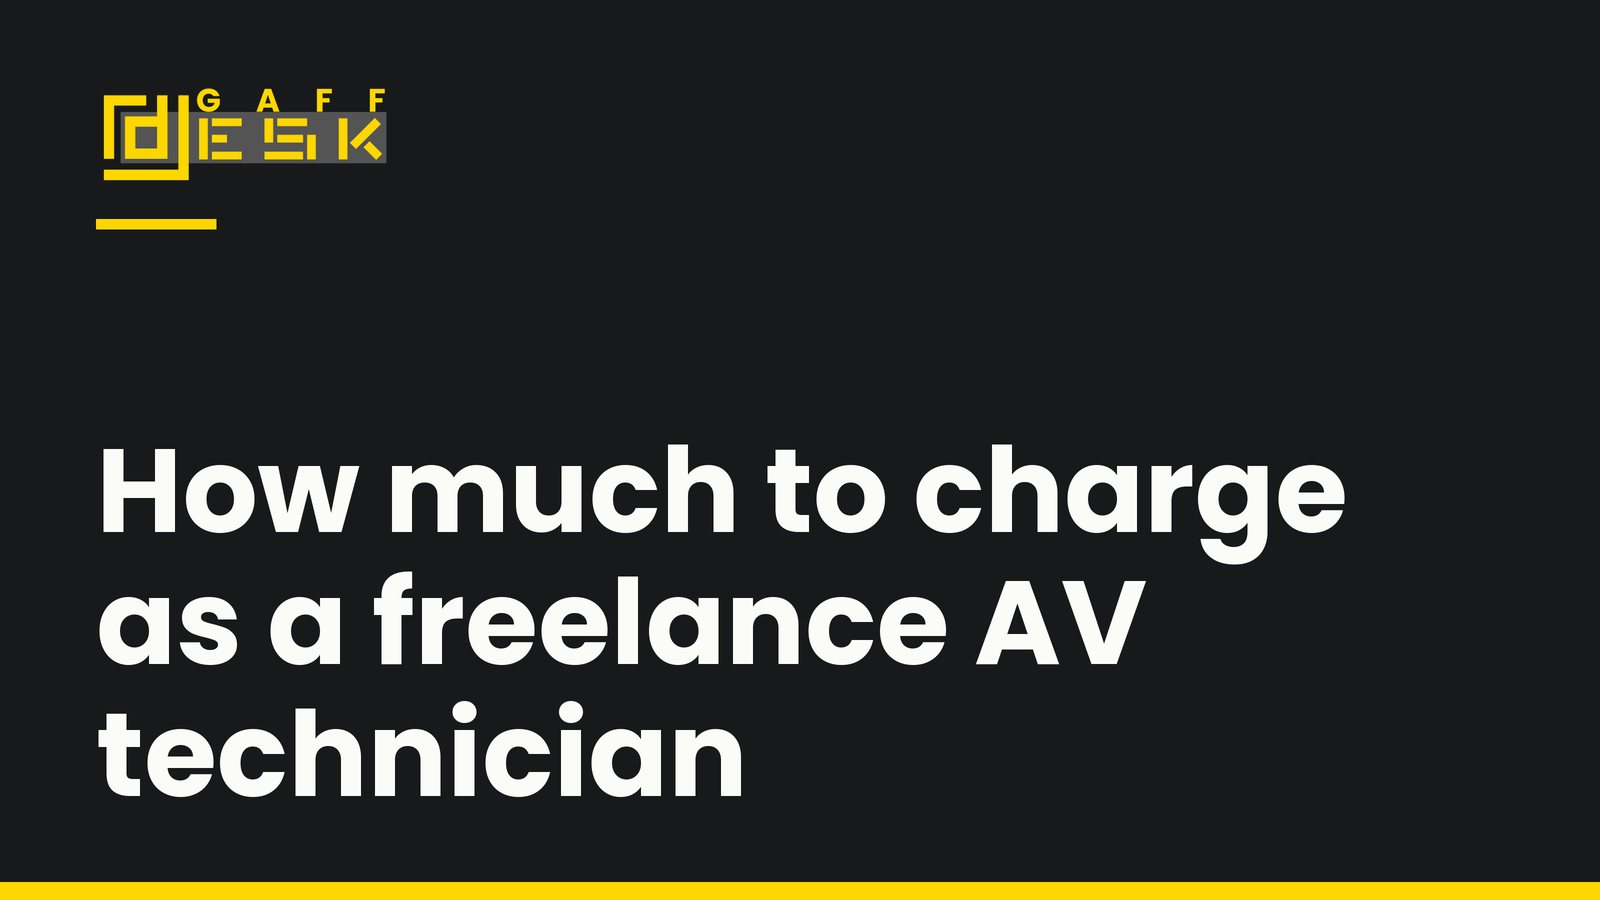 GAFF
dESK
How much to charge
as a freelance AV
technician